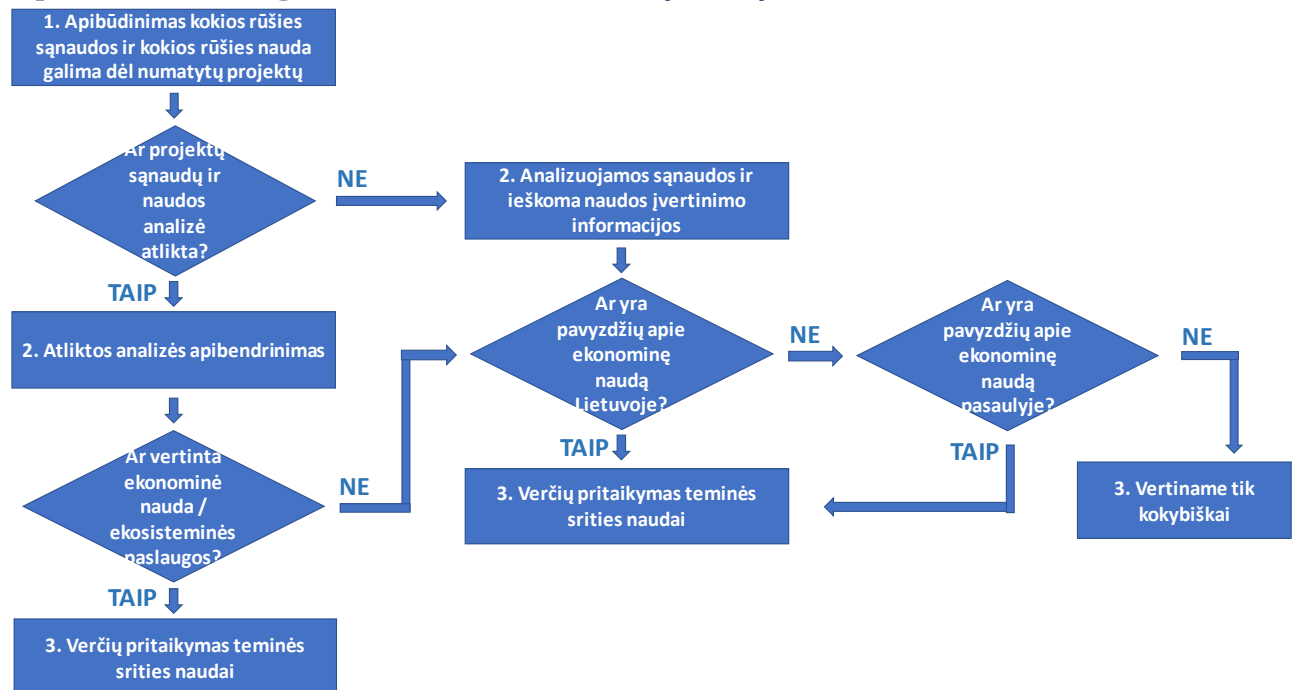 1. Apibūdinimas kokios rūšies
sąnaudos ir kokios rūšies nauda
galima dėl numatytų projektų
Ar projektų
sąnaudų ir
naudos
analizė
atlikta?
NE
2. Analizuojamos sąnaudos ir
ieškoma naudos įvertinimo
informacijos
TAIP
2. Atliktos analizės apibendrinimas
Ar yra
pavyzdžių apie
ekonominę
naudą
Lietuvoje?
NE
Ar yra
pavyzdžių apie
ekonominę
naudą
pasaulyje?
NE
Ar vertinta
ekonominė
nauda /
ekosisteminės
paslaugos?
NE
TAIP
3. Verčių pritaikymas teminės
srities naudai
TAIP
3. Vertiname tik
kokybiškai
TAIP
3. Verčių pritaikymas teminės
srities naudai